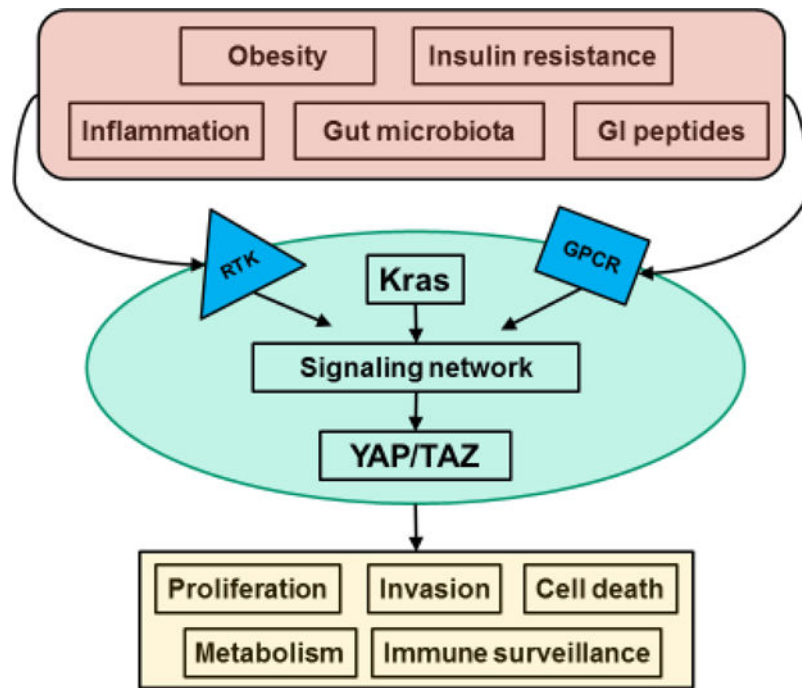 Obesity
Insulin resistance
Inflammation
Gut microbiota
GI peptides
RTK
GPCR
Kras
Signaling network
YAP/TAZ
Proliferation
Invasion
Cell death
Metabolism
Immune surveillance